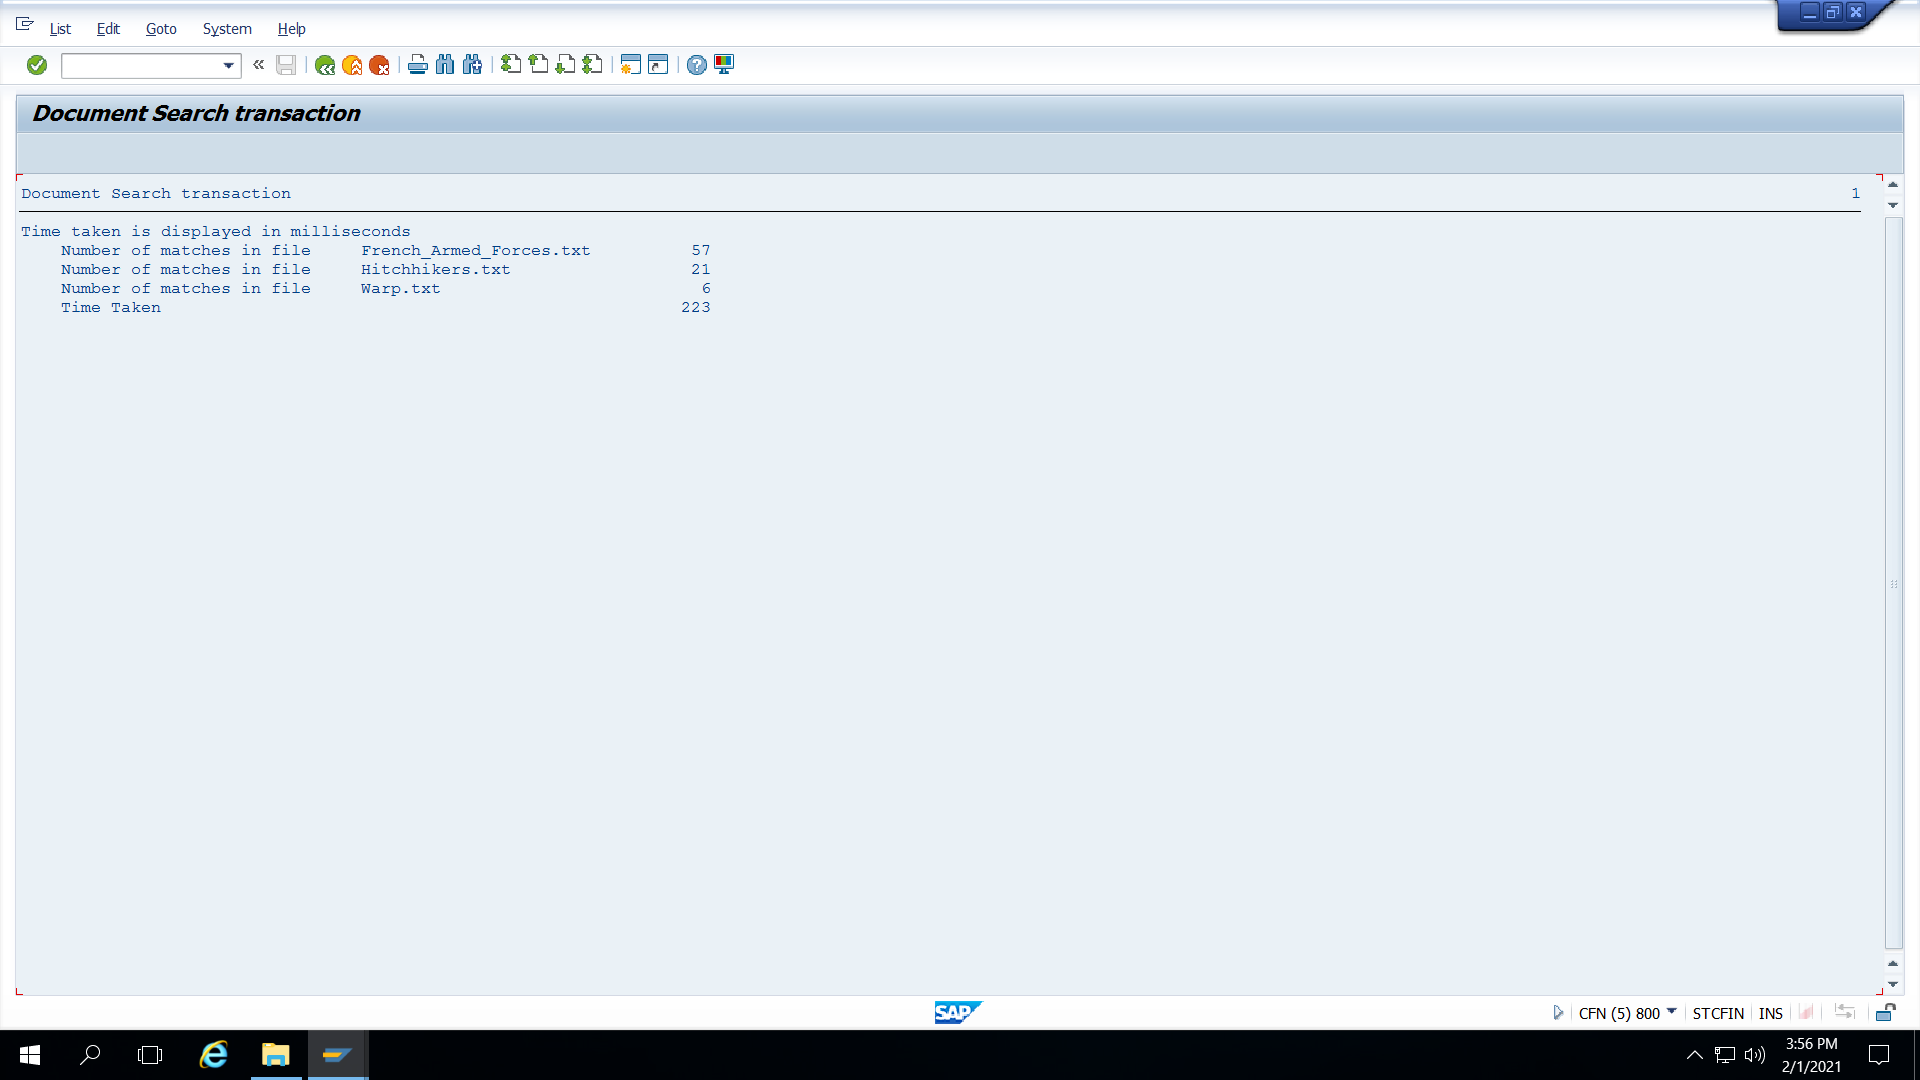 List Edit Goto System Help
Document Search transaction
Document Search transaction 1
Time taken is displayed in milliseconds
Number of matches in file French_Armed_Forces.txt 57
Number of matches in file Hitchhikers.txt 21
Number of matches in file Warp.txt 6
Time Taken 223
SAP
CFN (5) 800 STCFIN INS
3:56 PM
2/1/2021